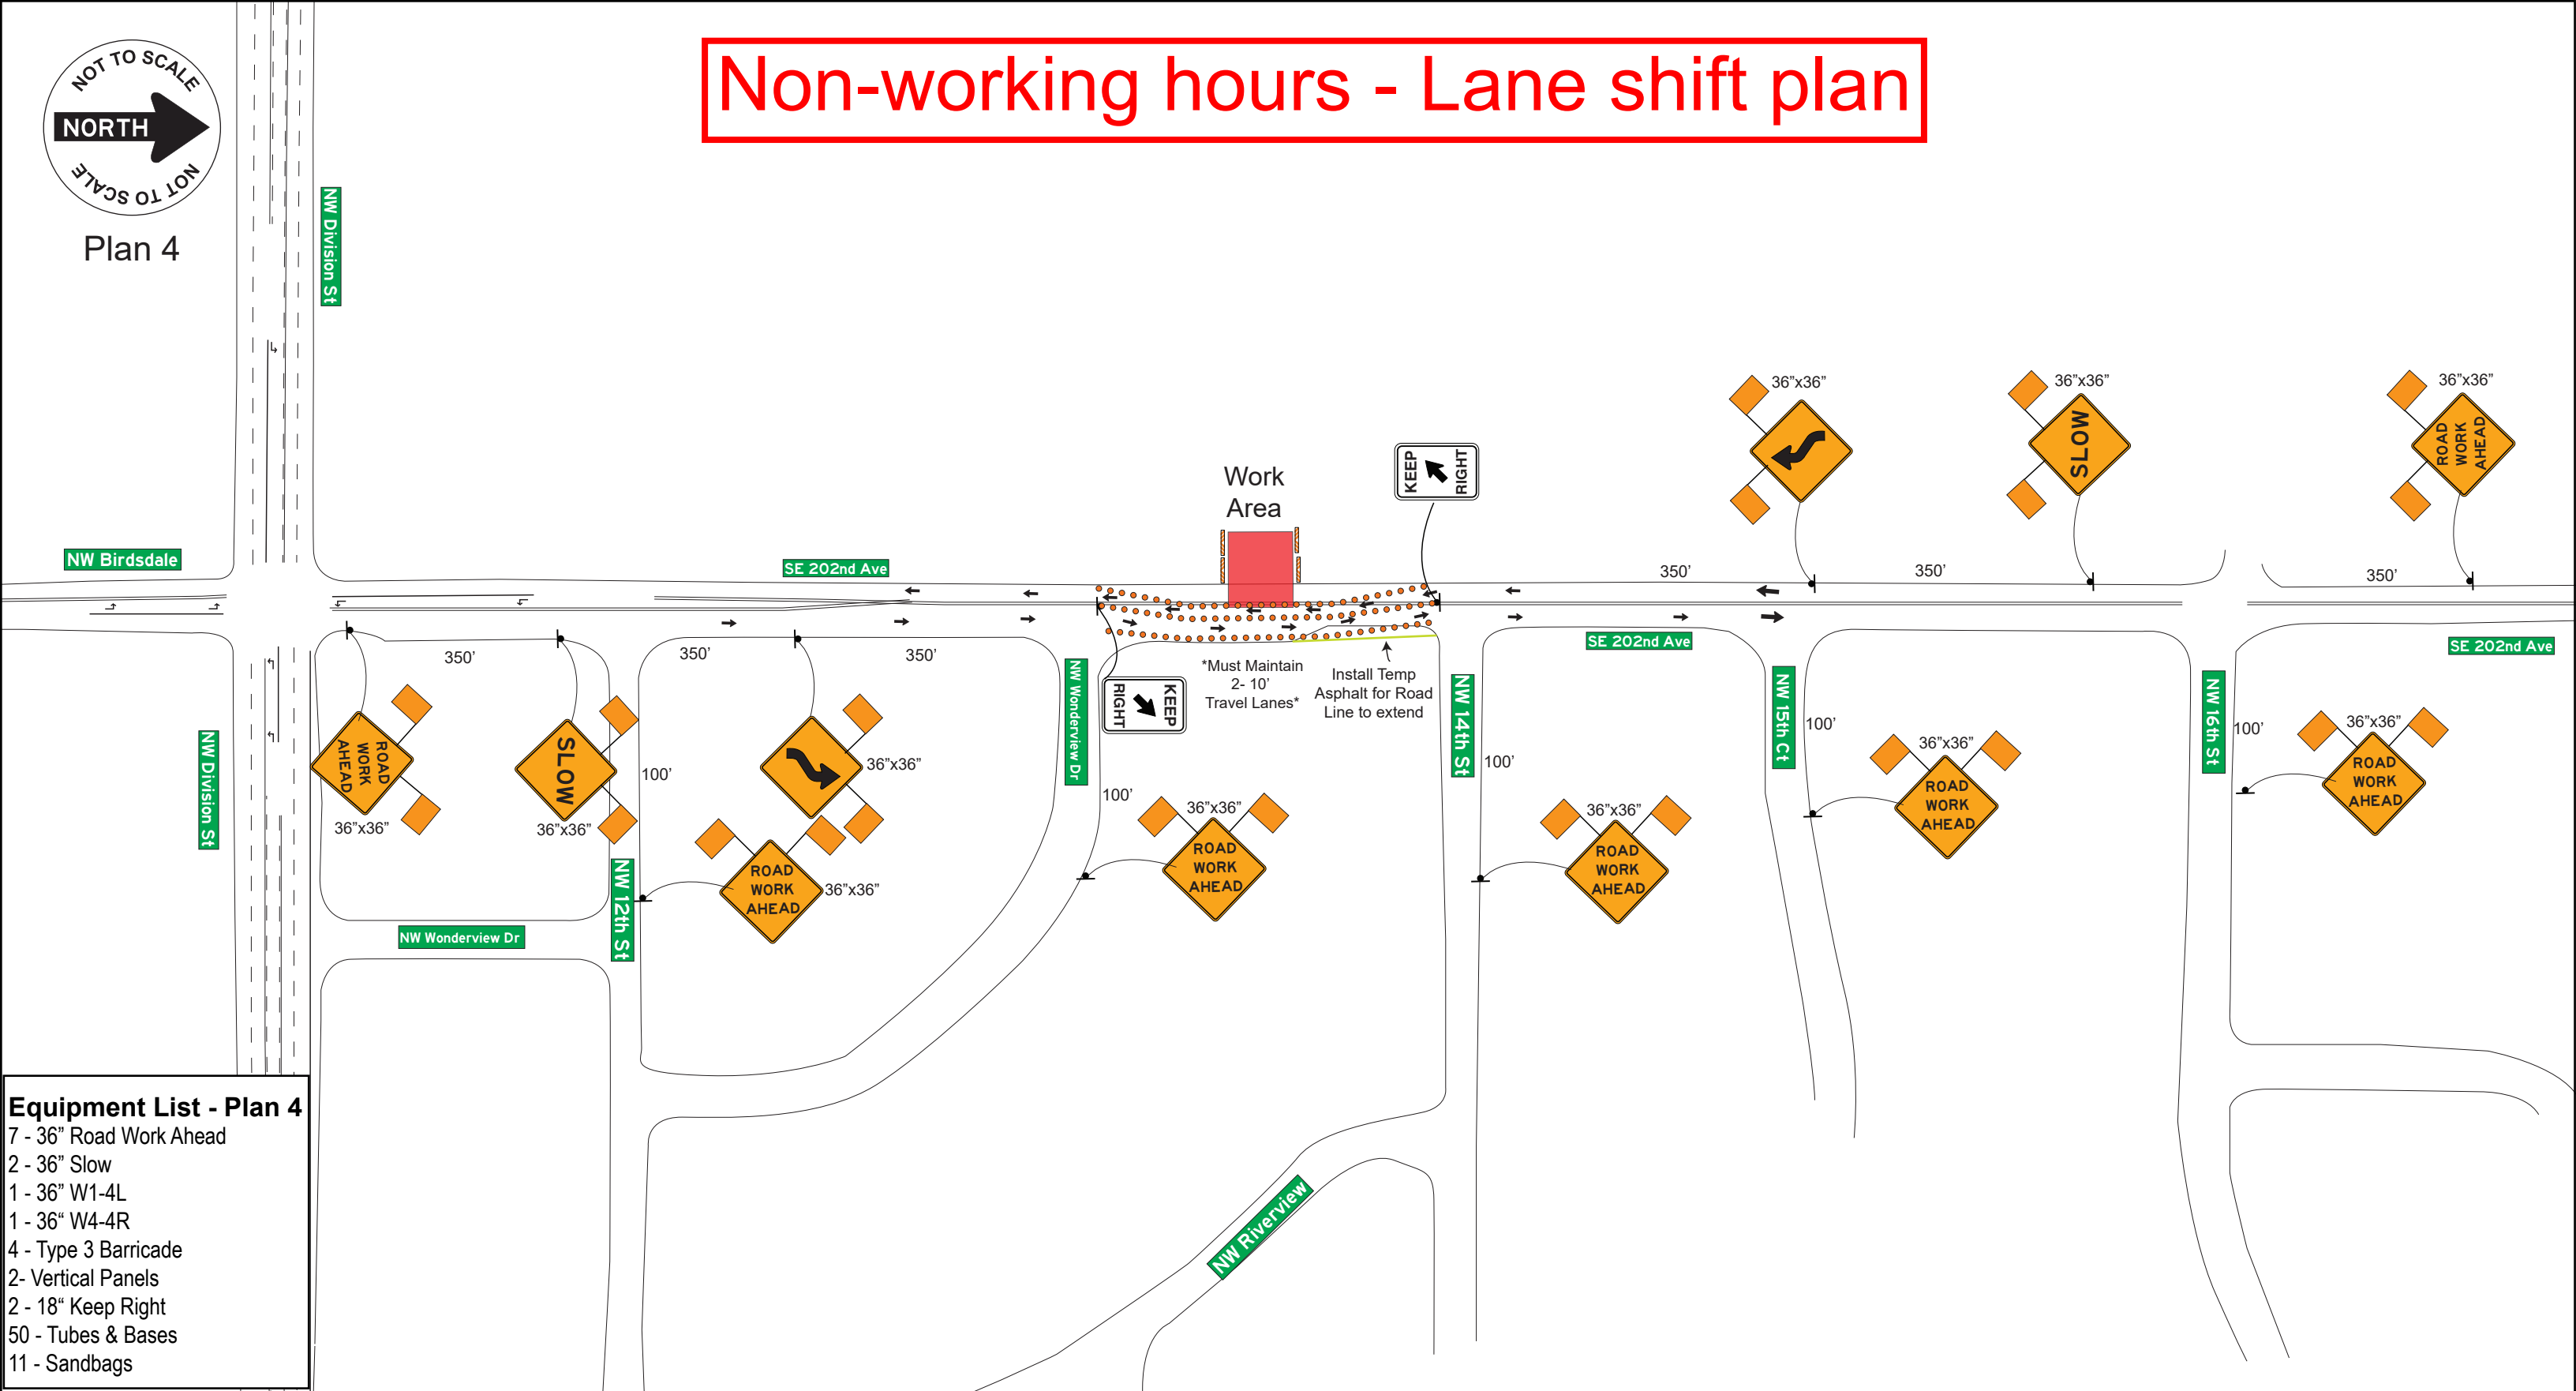 Non-working hours - Lane shift plan
NOT TO SCALE
NORTH
NOT TO SCALE
Plan 4
NW Division St
NW Birdsdale
SE 202nd Ave
Work
Area
KEEP
RIGHT
36”x36”
36”x36”
SLOW
36”x36”
ROAD
WORK
AHEAD
350’
350’
350’
350’
350’
350’
*Must Maintain
2- 10’
Travel Lanes*
Install Temp
Asphalt for Road
Line to extend
SE 202nd Ave
SE 202nd Ave
NW Division St
ROAD
WORK
AHEAD
36”x36”
SLOW
36”x36”
100’
36”x36”
NW Wonderview Dr
KEEP
RIGHT
NW 14th St
NW 15th Ct
NW 16th St
100’
100’
100’
100’
NW 12th St
ROAD
WORK
AHEAD
36”x36”
36”x36”
ROAD
WORK
AHEAD
36”x36”
ROAD
WORK
AHEAD
36”x36”
ROAD
WORK
AHEAD
36”x36”
ROAD
WORK
AHEAD
NW Wonderview Dr
NW Riverview
Equipment List - Plan 4
7 - 36” Road Work Ahead
2 - 36” Slow
1 - 36” W1-4L
1 - 36“ W4-4R
4 - Type 3 Barricade
2- Vertical Panels
2 - 18“ Keep Right
50 - Tubes & Bases
11 - Sandbags